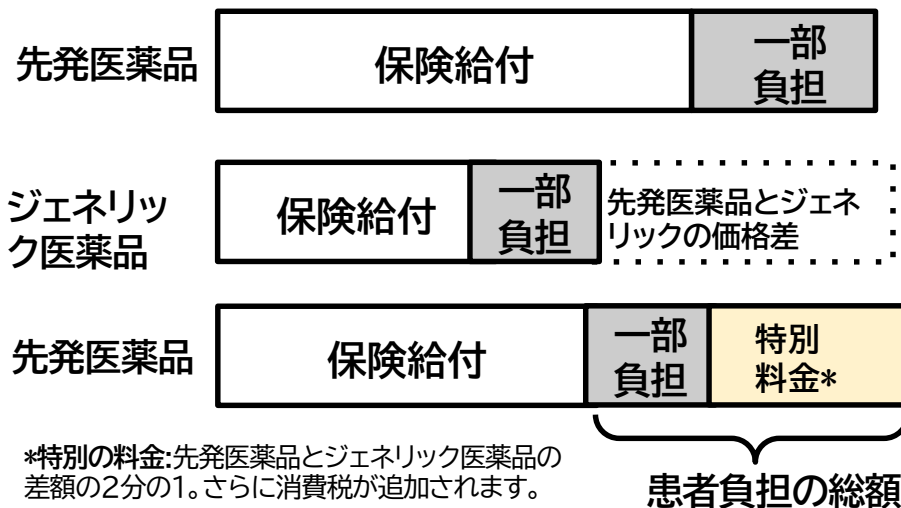 先発医薬品
保険給付
一部
負担
ジェネリッ
ク医薬品
保険給付
一部
負担
先発医薬品とジェネ
リックの価格差
先発医薬品
保険給付
一部
負担
特別
料金*
*特別の料金:先発医薬品とジェネリック医薬品の
差額の2分の1。さらに消費税が追加されます。
患者負担の総額